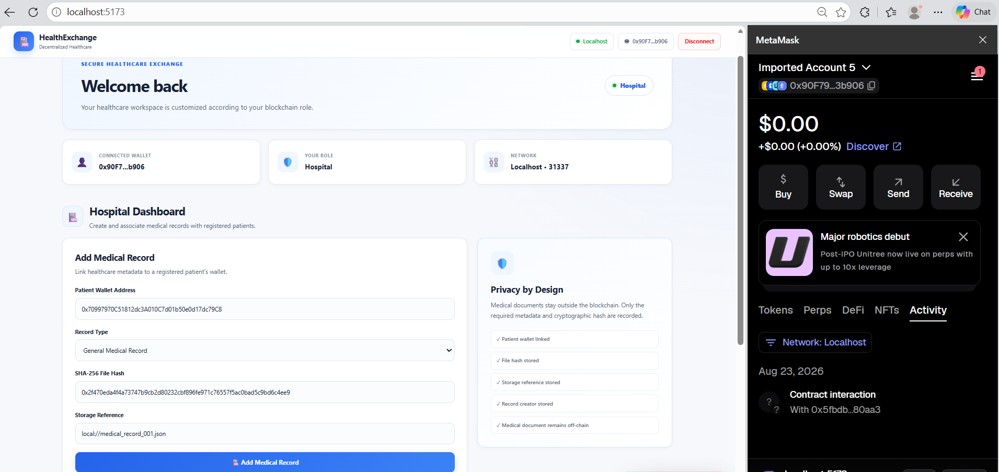 localhost:5173
Chat
HealthExchange
Decentralized Healthcare
Localhost
0x90F7...b906
Disconnect
SECURE HEALTHCARE EXCHANGE
Welcome back
Hospital
Your healthcare workspace is customized according to your blockchain role.
CONNECTED WALLET
0x90F7...b906
YOUR ROLE
Hospital
NETWORK
Localhost • 31337
Hospital Dashboard
Create and associate medical records with registered patients.
Add Medical Record
Link healthcare metadata to a registered patient's wallet.
Patient Wallet Address
0x70997970C51812dc3A010C7d01b50e0d17dc79C8
Record Type
General Medical Record
SHA-256 File Hash
0x2f470eda4f4a73747b9cb2d80232cbf896fe971c76557f5ac0bad5c9bd6c4ee9
Storage Reference
local://medical_record_001.json
Add Medical Record
Privacy by Design
Medical documents stay outside the blockchain. Only the
required metadata and cryptographic hash are recorded.
✓ Patient wallet linked
✓ File hash stored
✓ Storage reference stored
✓ Record creator stored
✓ Medical document remains off-chain
MetaMask
Imported Account 5
1
0x90F79...3b906
$0.00
+$0.00 (+0.00%) Discover
$
Buy
Swap
Send
Receive
U
Major robotics debut
Post-IPO Unitree now live on perps with
up to 10x leverage
Tokens Perps DeFi NFTs Activity
Network: Localhost
Aug 23, 2026
? ?
Contract interaction
With 0x5fbdb...80aa3